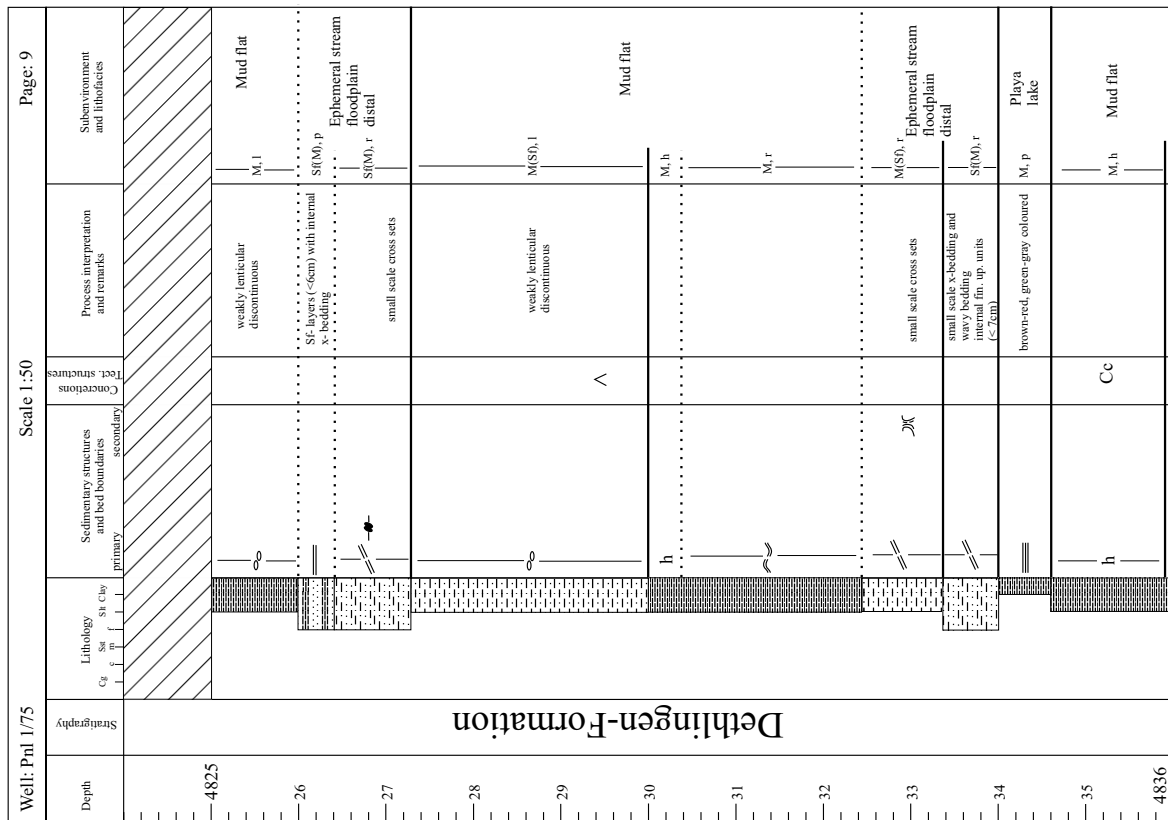 Well: Pnl 1/75
Scale 1:50
Page: 9
Depth
Stratigraphy
Lithology
Cg
c
Sst
m
f
Slt
Clay
Sedimentary structures
and bed boundaries
primary
secondary
Concretions
Tect. structures
Process interpretation
and remarks
Subenvironment
and lithofacies
4825
26
27
28
29
30
31
32
33
34
35
4836
Dethlingen-Formation
h
h
<
Cc
weakly lenticular
discontinuous
Sf- layers (<6cm) with internal
x- bedding
small scale cross sets
weakly lenticular
discontinuous
small scale cross sets
small scale x-bedding and
wavy bedding
internal fin. up. units
(< 7cm)
brown-red, green-gray coloured
M, l
Sf(M), p
Sf(M), r
M(Sf), l
M, h
M, r
M(Sf), r
Sf(M), r
M, p
M, h
Mud flat
Ephemeral stream
floodplain
distal
Mud flat
Ephemeral stream
floodplain
distal
Playa
lake
Mud flat